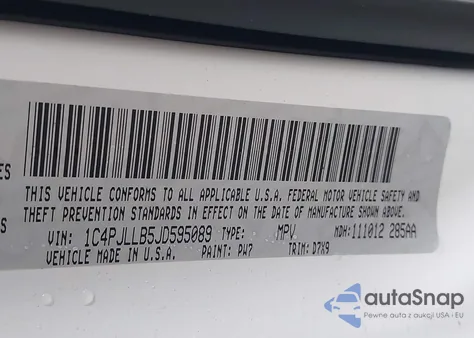 ES
THIS VEHICLE CONFORMS TO ALL APPLICABLE U.S.A. FEDERAL MOTOR VEHICLE SAFETY AND
THEFT PREVENTION STANDARDS IN EFFECT ON THE DATE OF MANUFACTURE SHOWN ABOVE.
VIN: 1C4PJLLB5JD595089 TYPE: MPV MDH: 111012 285AA
VEHICLE MADE IN U.S.A. PAINT: PW7 TRIM: D7X9
autoSnap
Pewne auta z aukcji USA i EU